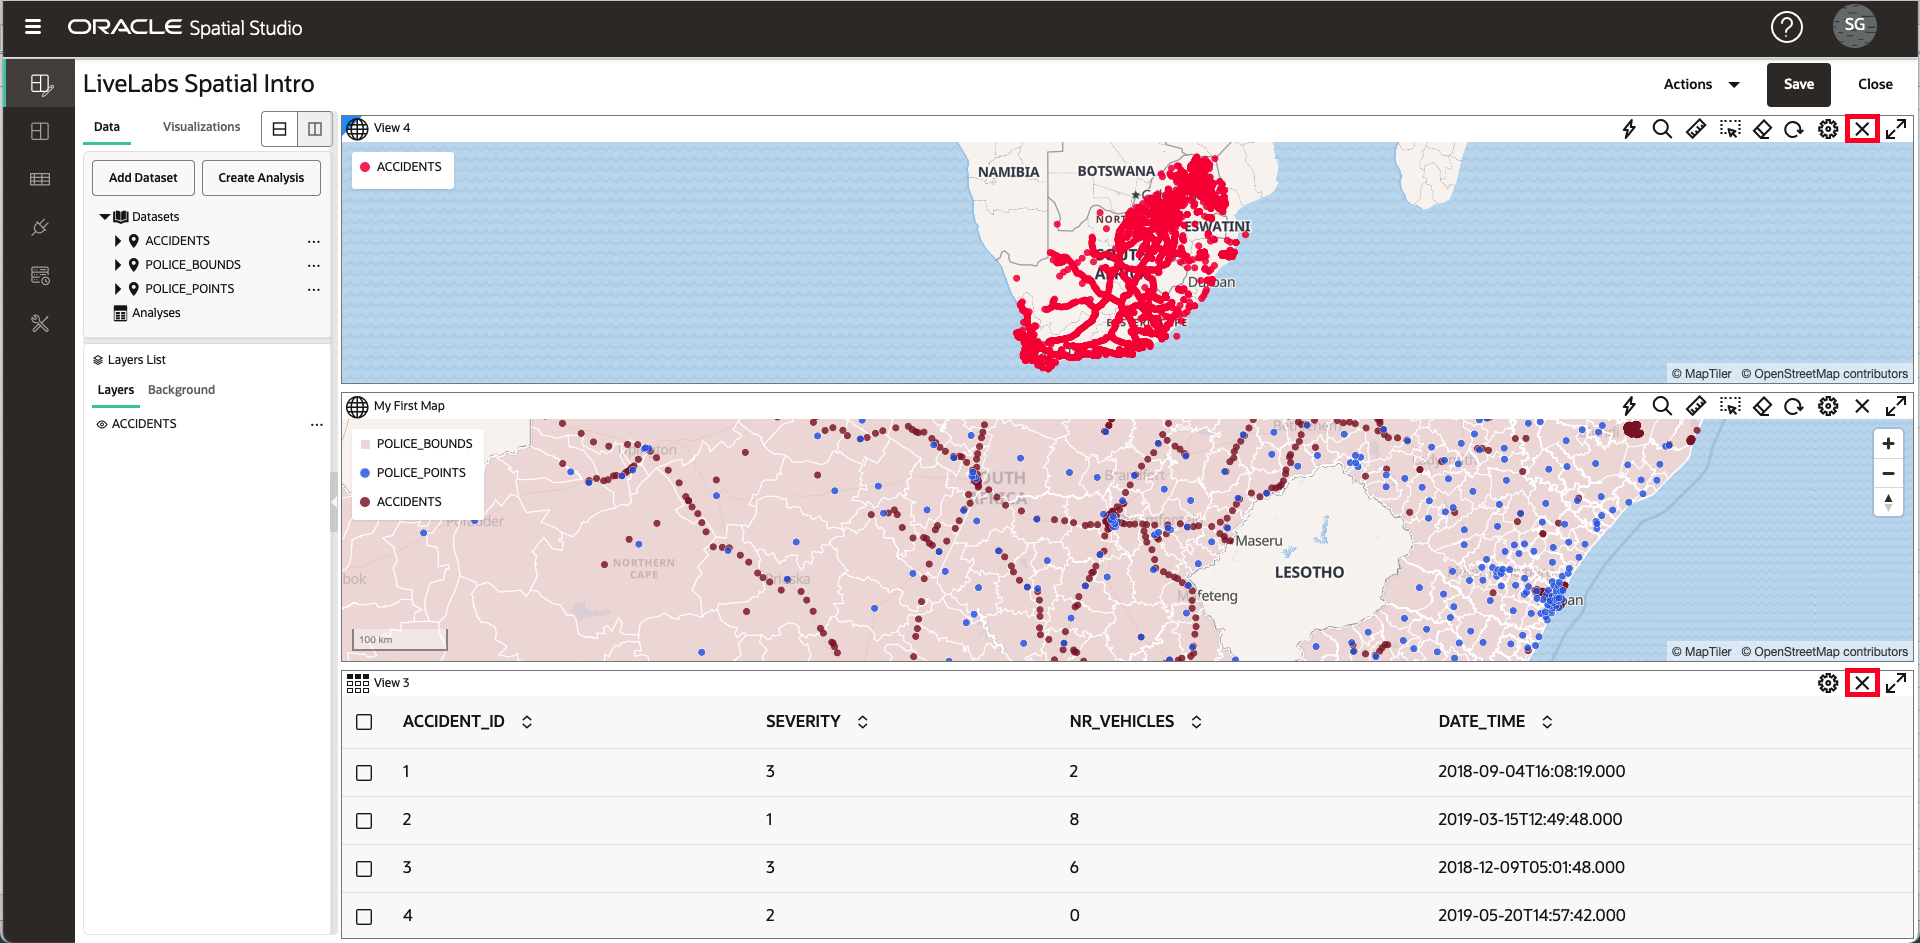 ORACLE Spatial Studio
?
SG
LiveLabs Spatial Intro
Actions
Save
Close
Data
Visualizations
Add Dataset
Create Analysis
Datasets
ACCIDENTS
...
POLICE_BOUNDS
...
POLICE_POINTS
...
Analyses
Layers List
Layers
Background
ACCIDENTS
...
View 4
ACCIDENTS
NAMIBIA
BOTSWANA
ESWATINI
© MapTiler © OpenStreetMap contributors
My First Map
POLICE_BOUNDS
POLICE_POINTS
ACCIDENTS
SOUTH
AFRICA
Brandfort
Maseru
LESOTHO
NORTHERN
CAPE
Prieska
100 km
© MapTiler © OpenStreetMap contributors
View 3
ACCIDENT_ID
SEVERITY
NR_VEHICLES
DATE_TIME
1
3
2
2018-09-04T16:08:19.000
2
1
8
2019-03-15T12:49:48.000
3
3
6
2018-12-09T05:01:48.000
4
2
0
2019-05-20T14:57:42.000